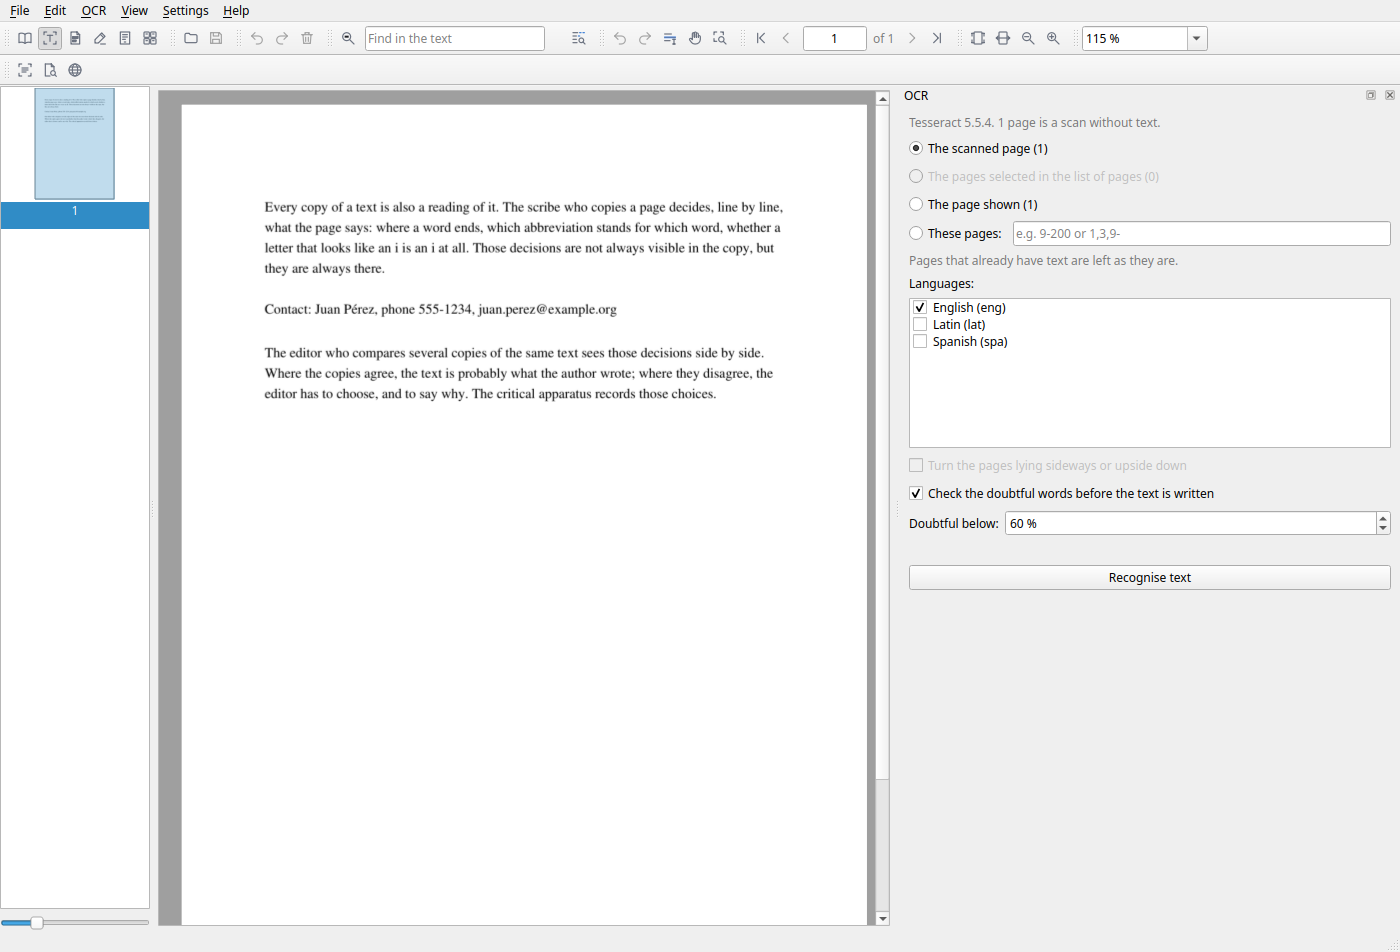 File Edit OCR View Settings Help
Find in the text
1 of 1
115 %
OCR
Tesseract 5.5.4. 1 page is a scan without text.
The scanned page (1)
The pages selected in the list of pages (0)
The page shown (1)
These pages: e.g. 9-200 or 1,3,9-
Pages that already have text are left as they are.
Languages:
English (eng)
Latin (lat)
Spanish (spa)
Turn the pages lying sideways or upside down
Check the doubtful words before the text is written
Doubtful below: 60 %
Recognise text
1
Every copy of a text is also a reading of it. The scribe who copies a page decides, line by line,
what the page says: where a word ends, which abbreviation stands for which word, whether a
letter that looks like an i is an i at all. Those decisions are not always visible in the copy, but
they are always there.
Contact: Juan Pérez, phone 555-1234, juan.perez@example.org
The editor who compares several copies of the same text sees those decisions side by side.
Where the copies agree, the text is probably what the author wrote; where they disagree, the
editor has to choose, and to say why. The critical apparatus records those choices.